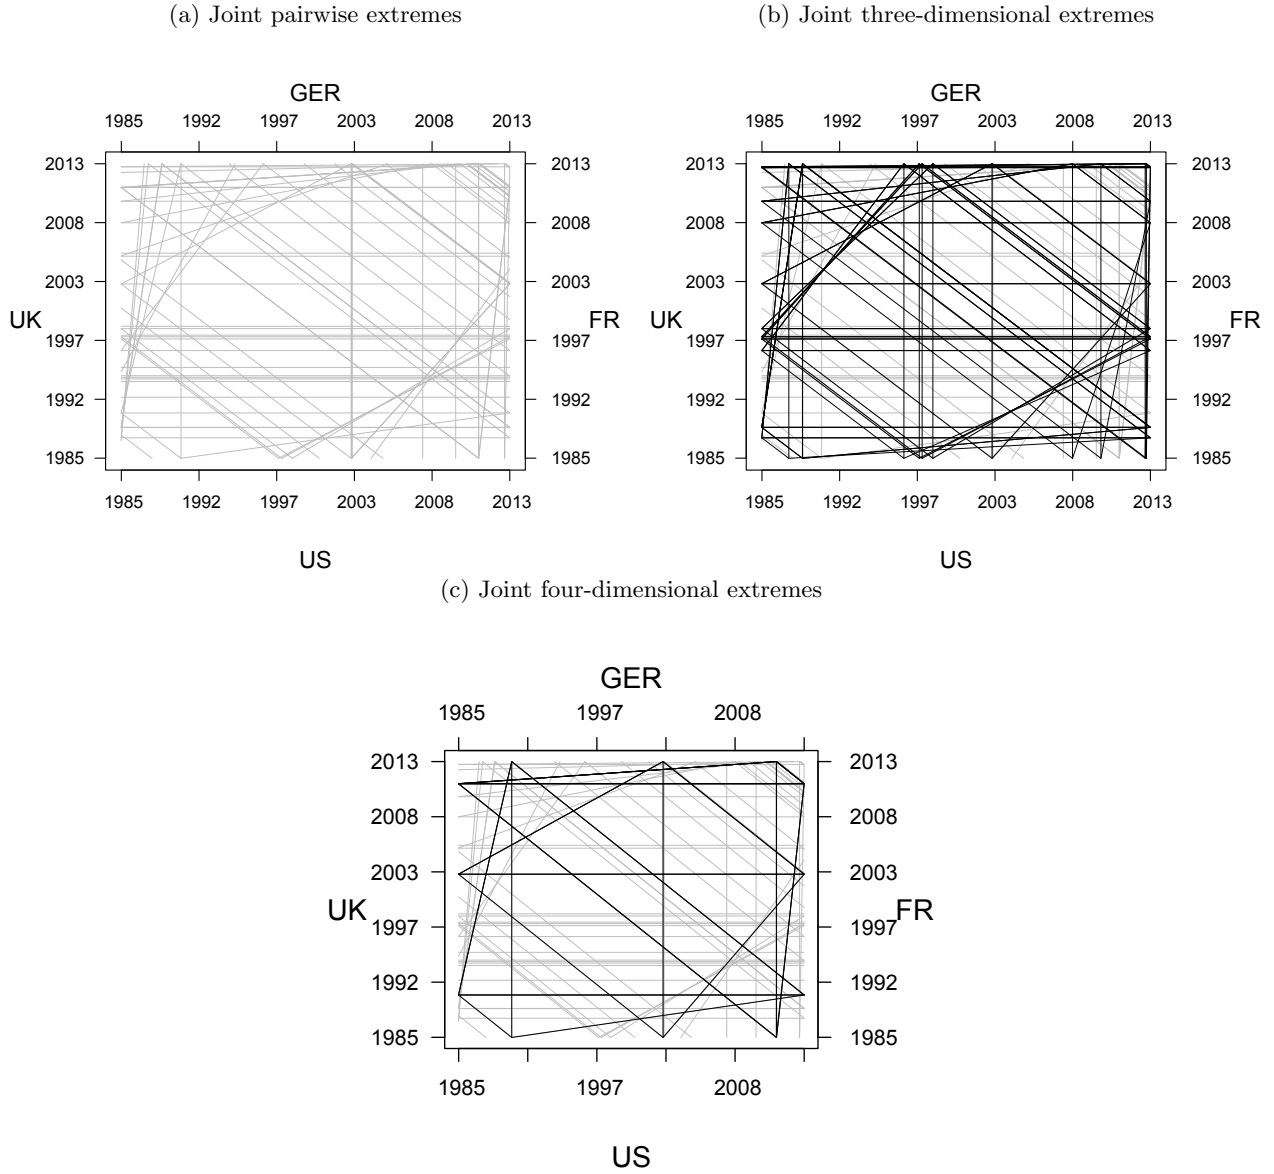 (a) Joint pairwise extremes
(b) Joint three-dimensional extremes
GER
1985 1992 1997 2003 2008 2013
2013 2013
2008 2008
2003 2003
UK FR
1997 1997
1992 1992
1985 1985
1985 1992 1997 2003 2008 2013
US
GER
1985 1992 1997 2003 2008 2013
2013 2013
2008 2008
2003 2003
UK FR
1997 1997
1992 1992
1985 1985
1985 1992 1997 2003 2008 2013
US
(c) Joint four-dimensional extremes
GER
1985 1997 2008
2013 2013
2008 2008
2003 2003
UK FR
1997 1997
1992 1992
1985 1985
1985 1997 2008
US